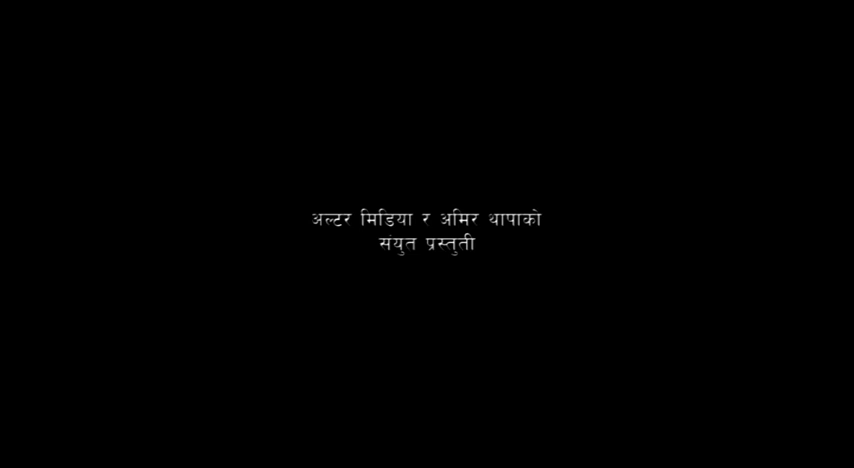 अल्टर मिडिया र अमिर थापाको
संयुत प्रस्तुती